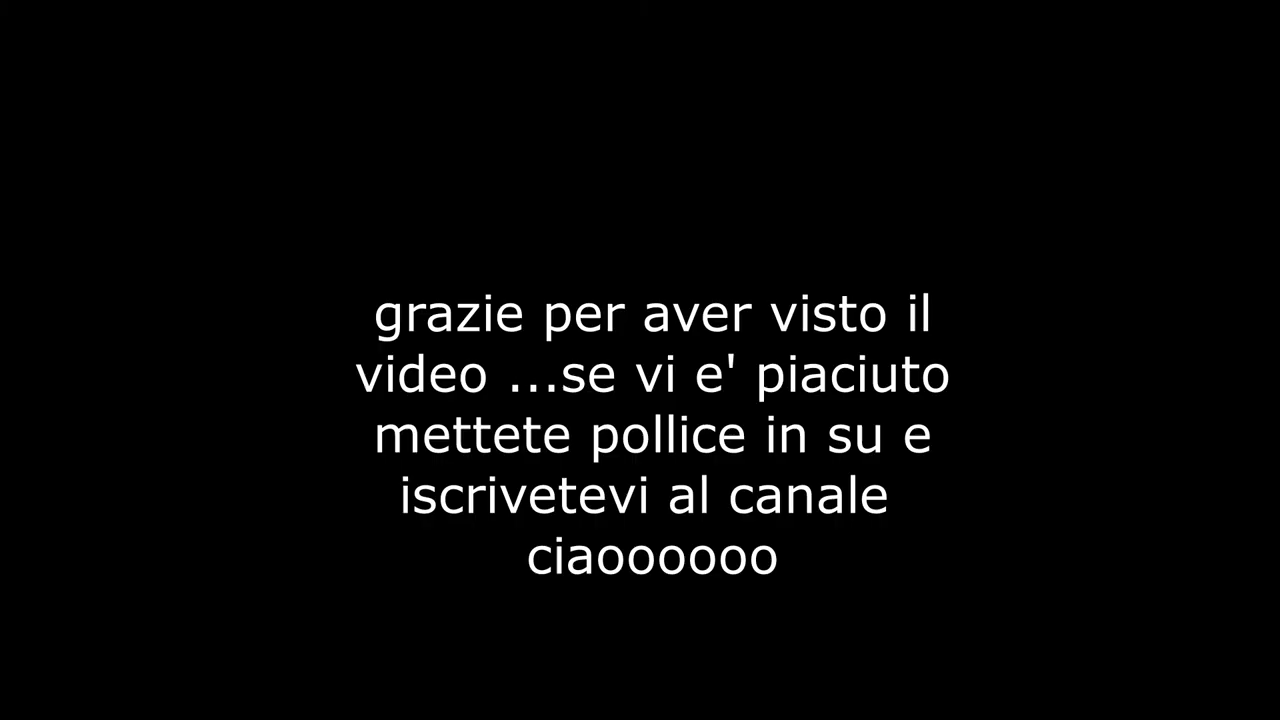 grazie per aver visto il
video ...se vi e' piaciuto
mettete pollice in su e
iscrivetevi al canale
ciaoooooo